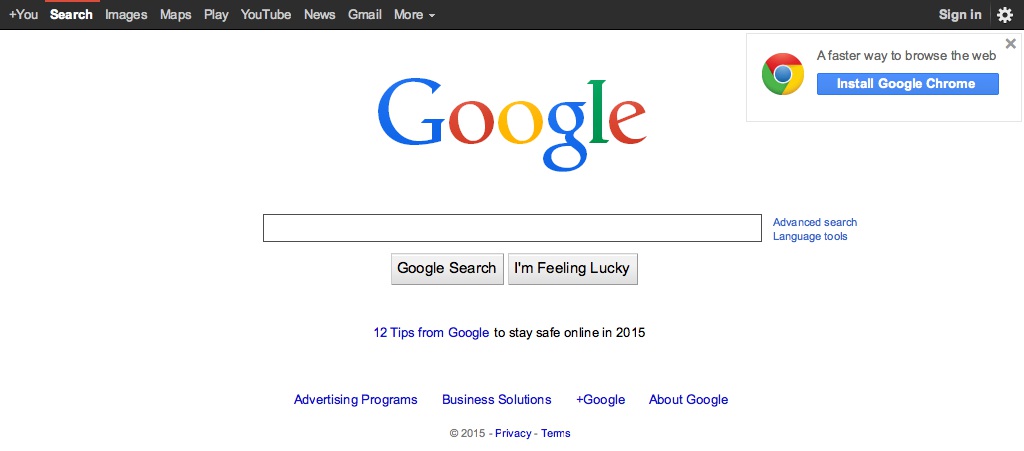 +You Search Images Maps Play YouTube News Gmail More Sign in
A faster way to browse the web
Install Google Chrome
Google
Advanced search
Language tools
Google Search I'm Feeling Lucky
12 Tips from Google to stay safe online in 2015
Advertising Programs Business Solutions +Google About Google
© 2015 - Privacy - Terms